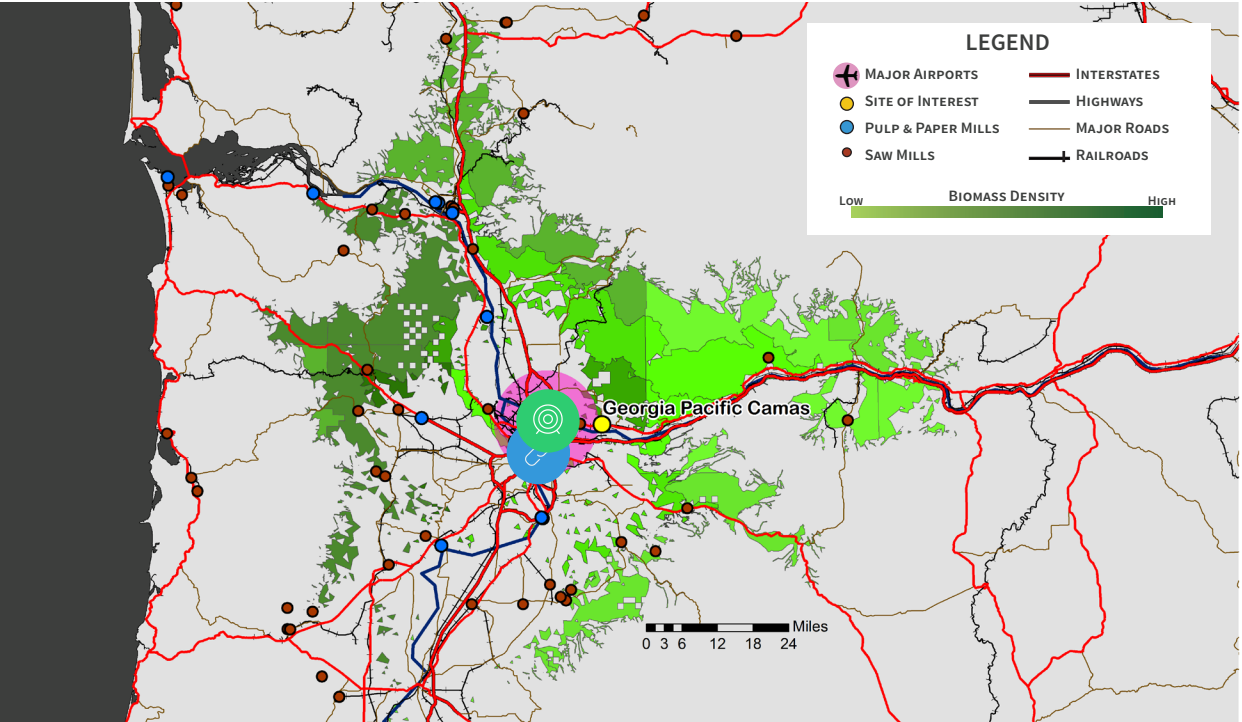 LEGEND
MAJOR AIRPORTS
SITE OF INTEREST
PULP & PAPER MILLS
SAW MILLS
INTERSTATES
HIGHWAYS
MAJOR ROADS
RAILROADS
BIOMASS DENSITY
LOW
HIGH
Georgia Pacific Camas
Miles
0 3 6 12 18 24